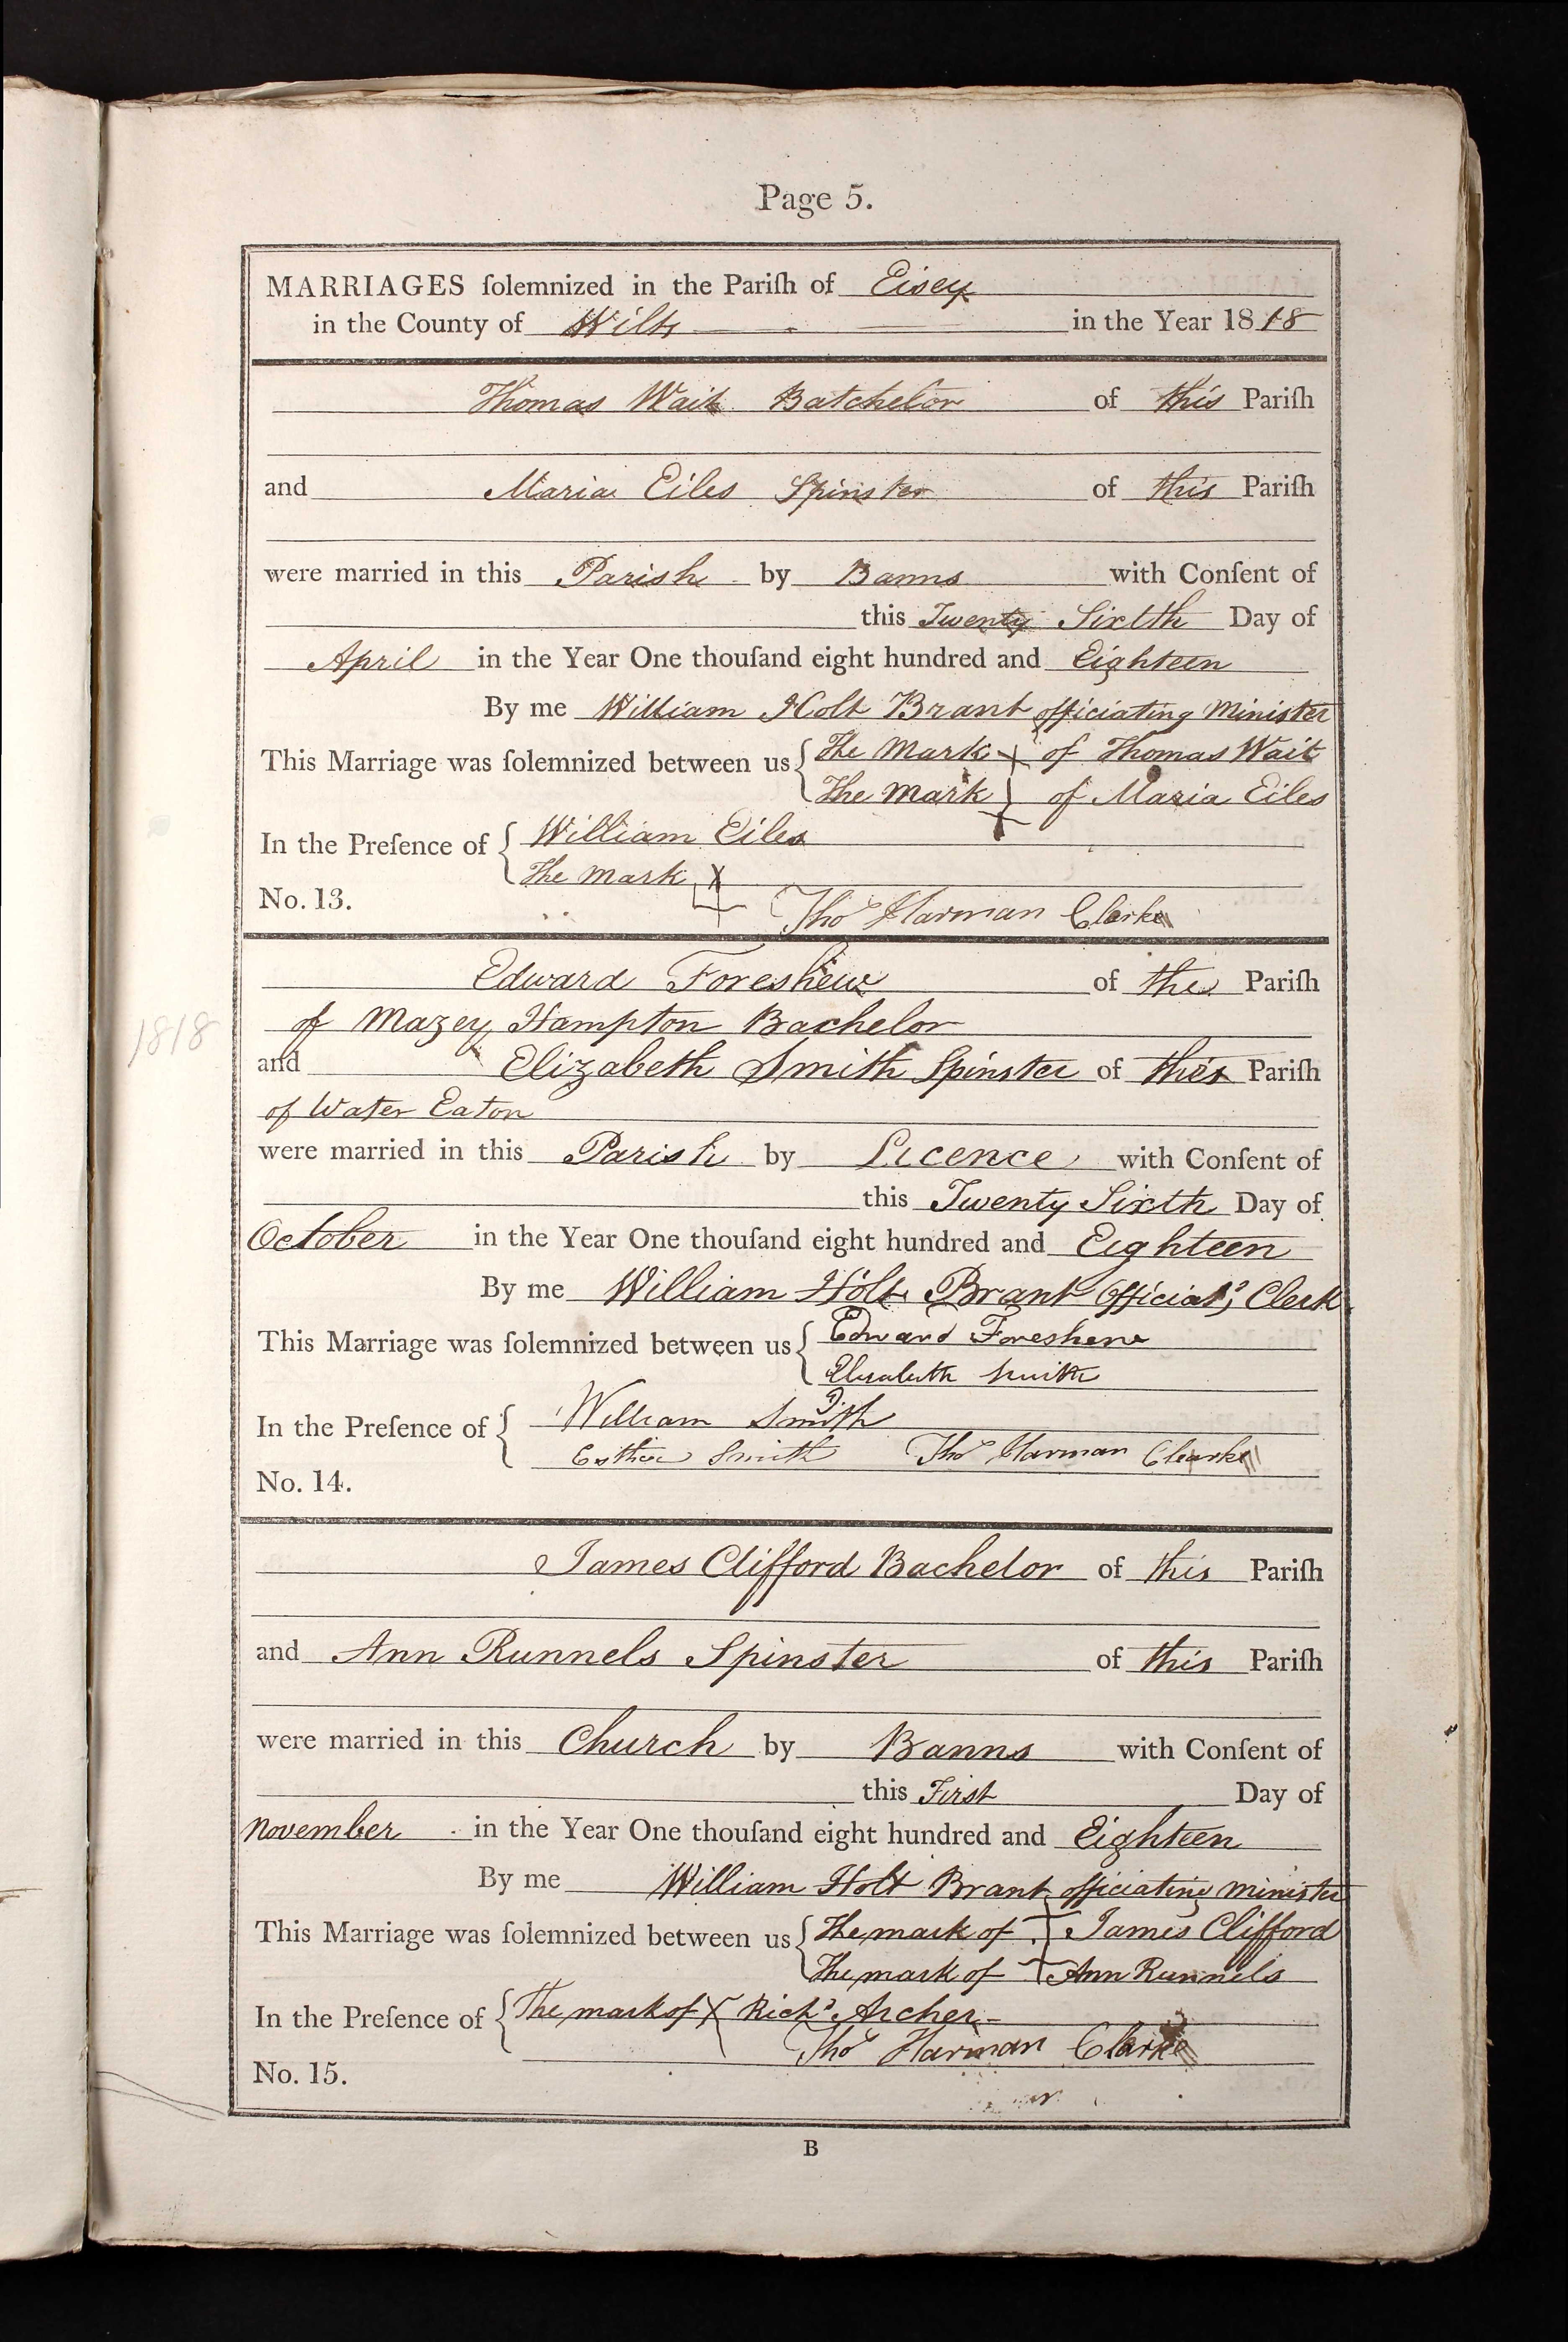 Page 5.
MARRIAGES ſolemnized in the Pariſh of Eisey
in the County of Wilts in the Year 1818
Thomas Wait Batchelor of this Pariſh
and Maria Eiles Spinster of this Pariſh
were married in this Parish by Banns with Conſent of
this Twenty Sixtth Day of
April in the Year One thouſand eight hundred and Eighteen
By me William Holt Brant officiating Minister
This Marriage was ſolemnized between us { The Mark X of Thomas Wait
The Mark X of Maria Eiles
In the Preſence of { William Eiles
The Mark X
No. 13. Thoˢ Harman Clarke
Edward Foreshew of the Pariſh
of Mazey Hampton Bachelor
1818
and Elizabeth Smith Spinster of this Pariſh
of Water Eaton
were married in this Parish by Licence with Conſent of
this Twenty Sixth Day of
October in the Year One thouſand eight hundred and Eighteen
By me William Holt Brant Officiatᵍ Clerk
This Marriage was ſolemnized between us { Edward Foreshew
Elizabeth Smith
In the Preſence of { William Smith
Esther Smith Thoˢ Harman Clarke
No. 14.
James Clifford Bachelor of this Pariſh
and Ann Runnels Spinster of this Pariſh
were married in this Church by Banns with Conſent of
this First Day of
November in the Year One thouſand eight hundred and Eighteen
By me William Holt Brant officiating Minister
This Marriage was ſolemnized between us { The mark of X James Clifford
The mark of X Ann Runnels
In the Preſence of { The mark of X Richᵈ Archer
Thoˢ Harman Clarke
No. 15.
B